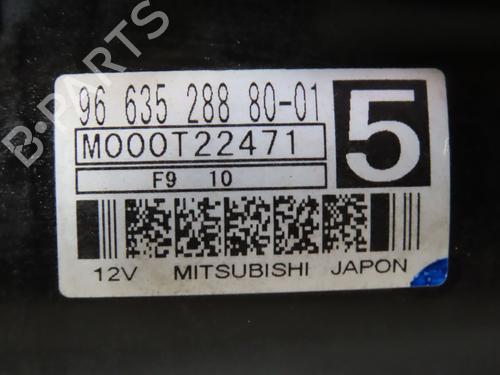 B-PARTS
96 635 288 80-01
5
M000T22471
F9 10
12V MITSUBISHI JAPON